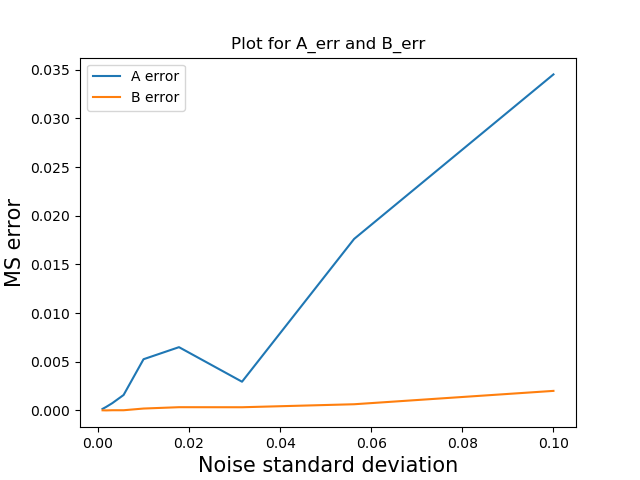 Plot for A_err and B_err
A error
B error
0.035
0.030
0.025
0.020
0.015
0.010
0.005
0.000
MS error
0.00 0.02 0.04 0.06 0.08 0.10
Noise standard deviation